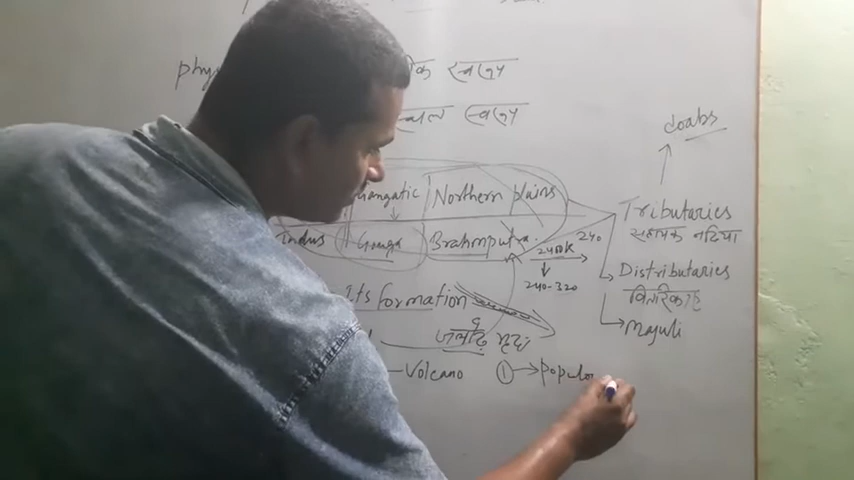 doabs
स्वरूप
स्वरूप
Gangatic Northern plains
Indus Ganga Brahmputra
Tributaries
सहायक नदिया
240
240-320
Distributaries
वितरिकाए
Its formation
Majuli
जलोढ़ मृदा
Volcano ① → Popula